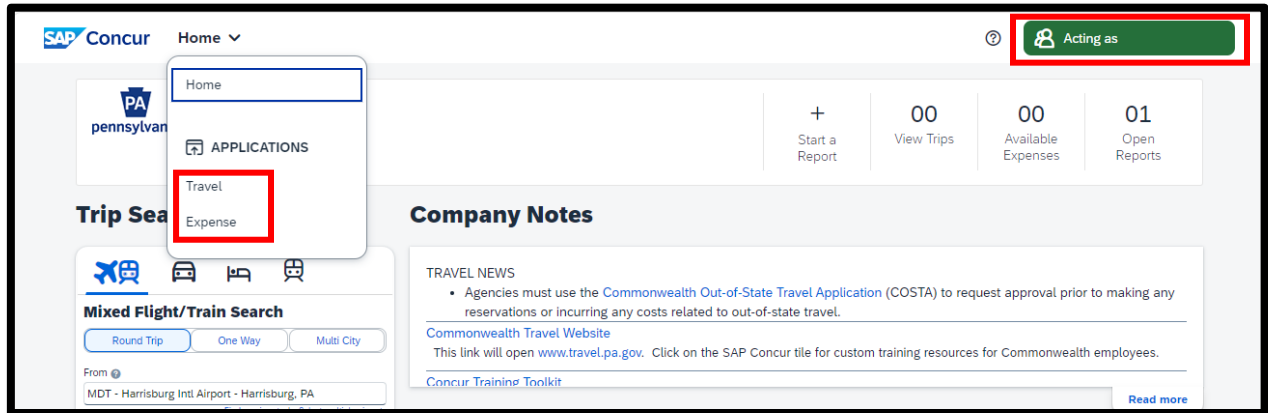 SAP Concur Home
Acting as
Home
APPLICATIONS
Travel
Expense
PA
pennsylvan
+
Start a
Report
00
View Trips
00
Available
Expenses
01
Open
Reports
Trip Sea
Mixed Flight/Train Search
Round Trip One Way Multi City
From
MDT - Harrisburg Intl Airport - Harrisburg, PA
Company Notes
TRAVEL NEWS
• Agencies must use the Commonwealth Out-of-State Travel Application (COSTA) to request approval prior to making any
reservations or incurring any costs related to out-of-state travel.
Commonwealth Travel Website
This link will open www.travel.pa.gov. Click on the SAP Concur tile for custom training resources for Commonwealth employees.
Concur Training Toolkit
Read more